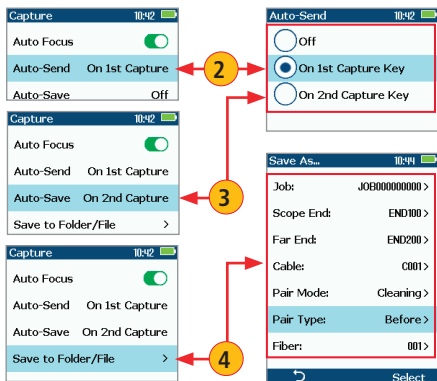 Capture 10:42
Auto Focus
Auto-Send On 1st Capture
Auto-Save Off
2
Auto-Send 10:42
Off
On 1st Capture Key
On 2nd Capture Key
Capture 10:42
Auto Focus
Auto-Send On 1st Capture
Auto-Save On 2nd Capture
Save to Folder/File >
3
Capture 10:42
Auto Focus
Auto-Send On 1st Capture
Auto-Save On 2nd Capture
Save to Folder/File >
4
Save As... 10:44
Job: JOB000000000 >
Scope End: END100 >
Far End: END200 >
Cable: C001 >
Pair Mode: Cleaning >
Pair Type: Before >
Fiber: 001 >
Select